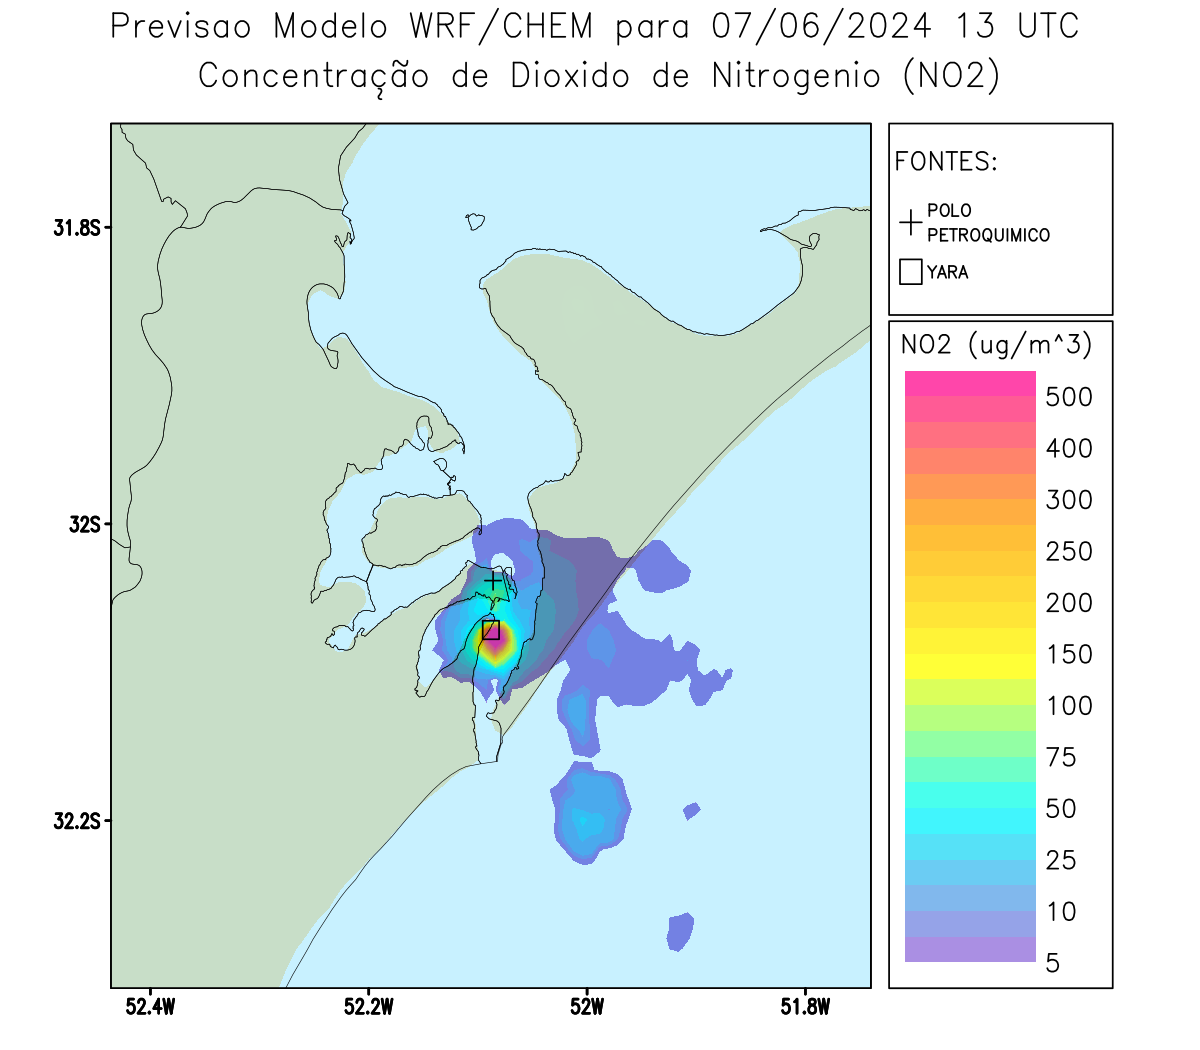 Previsao Modelo WRF/CHEM para 07/06/2024 13 UTC
Concentração de Dioxido de Nitrogenio (NO2)
FONTES:
POLO
PETROQUIMICO
YARA
31.8S
32S
32.2S
52.4W
52.2W
52W
51.8W
NO2 (ug/m^3)
500
400
300
250
200
150
100
75
50
25
10
5